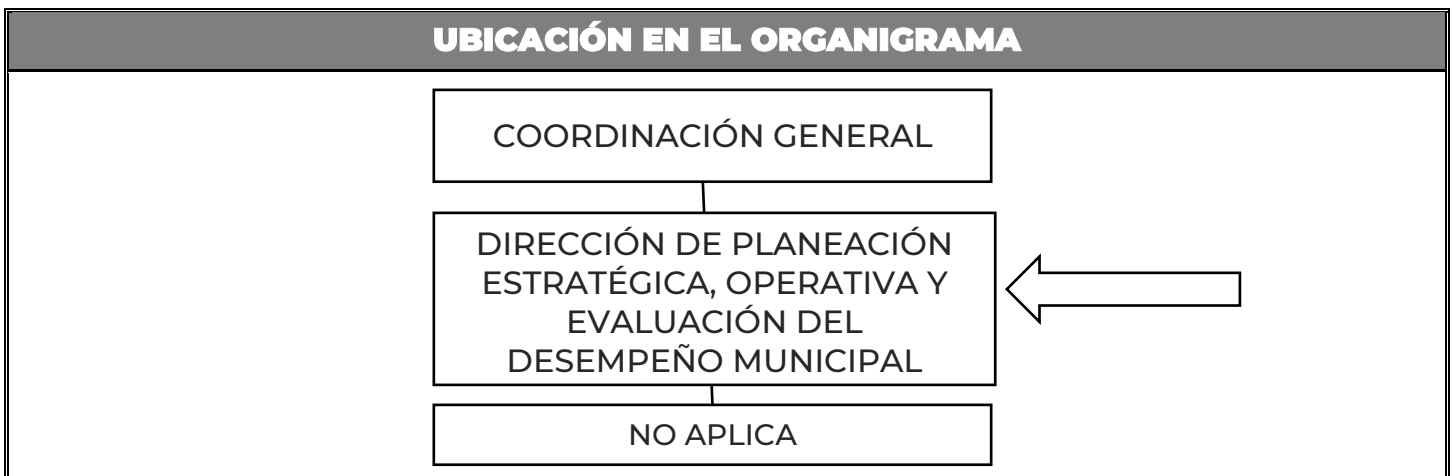 UBICACIÓN EN EL ORGANIGRAMA
COORDINACIÓN GENERAL
DIRECCIÓN DE PLANEACIÓN
ESTRATÉGICA, OPERATIVA Y
EVALUACIÓN DEL
DESEMPEÑO MUNICIPAL
NO APLICA